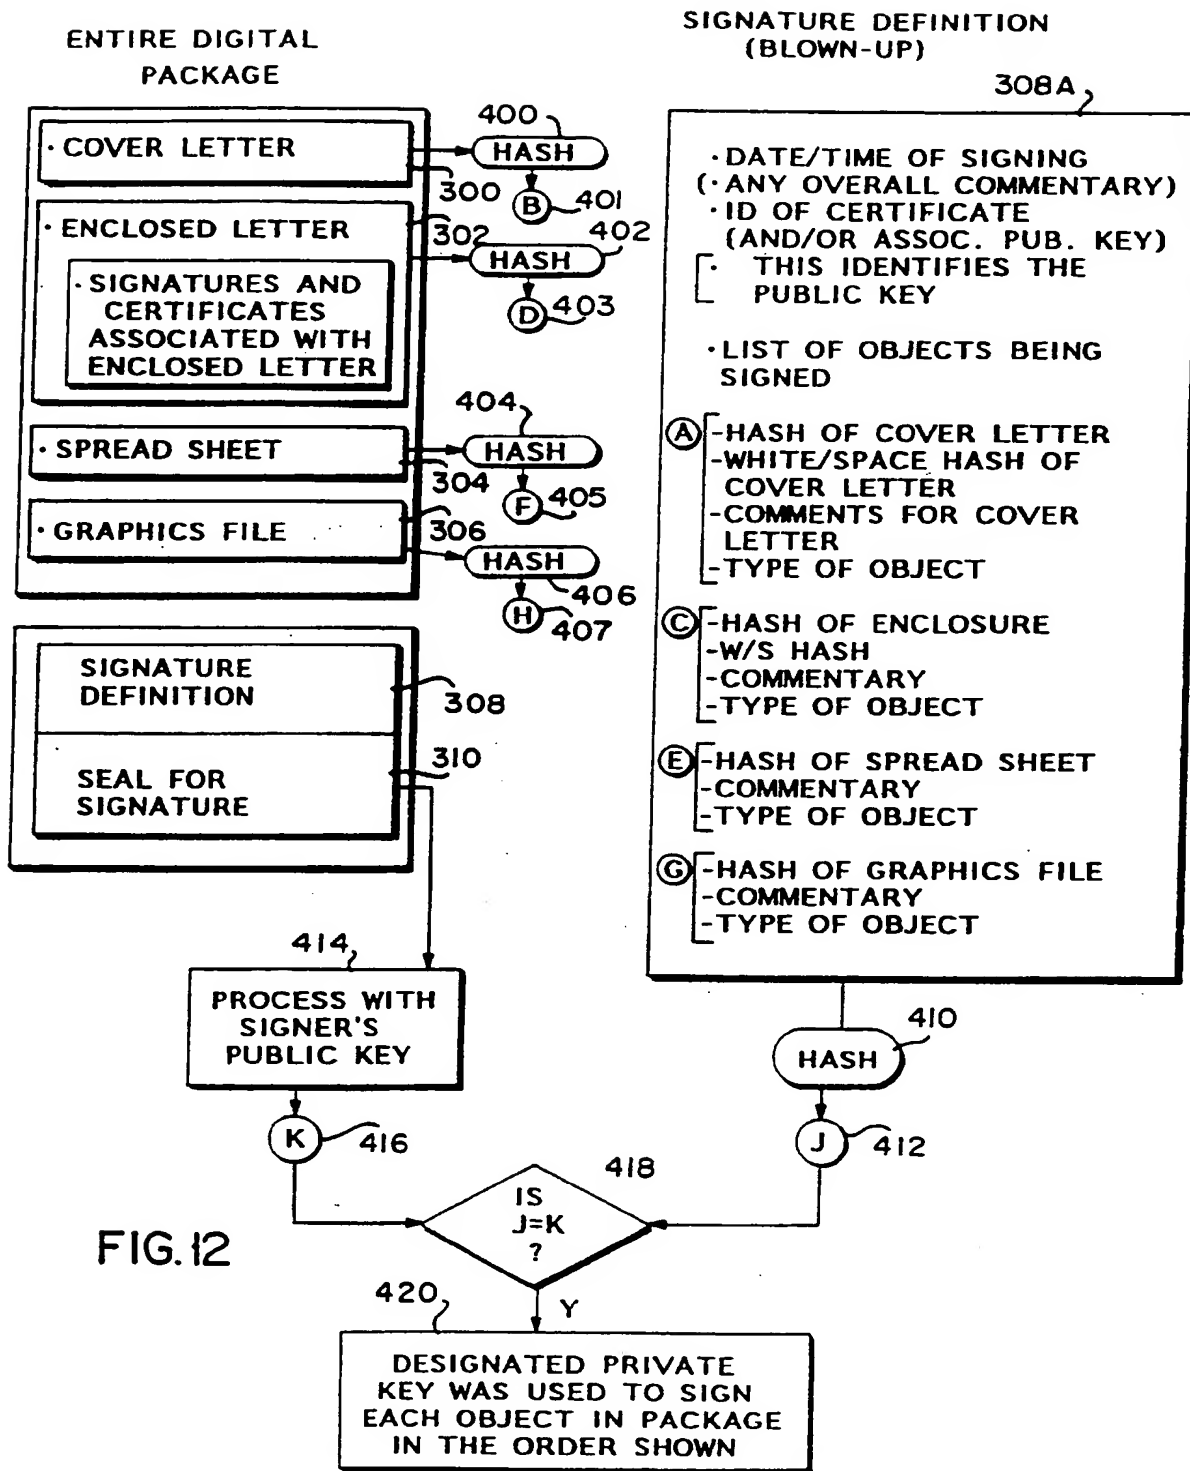 ENTIRE DIGITAL
PACKAGE
· COVER LETTER
300
400
HASH
B
401
· ENCLOSED LETTER
302
402
HASH
D
403
· SIGNATURES AND
CERTIFICATES
ASSOCIATED WITH
ENCLOSED LETTER
404
· SPREAD SHEET
304
HASH
F
405
· GRAPHICS FILE
306
HASH
406
H
407
SIGNATURE
DEFINITION
308
SEAL FOR
SIGNATURE
310
SIGNATURE DEFINITION
(BLOWN-UP)
308A
· DATE/TIME OF SIGNING
(· ANY OVERALL COMMENTARY)
· ID OF CERTIFICATE
(AND/OR ASSOC. PUB. KEY)
· THIS IDENTIFIES THE
PUBLIC KEY
· LIST OF OBJECTS BEING
SIGNED
A
-HASH OF COVER LETTER
-WHITE/SPACE HASH OF
COVER LETTER
-COMMENTS FOR COVER
LETTER
-TYPE OF OBJECT
C
-HASH OF ENCLOSURE
-W/S HASH
-COMMENTARY
-TYPE OF OBJECT
E
-HASH OF SPREAD SHEET
-COMMENTARY
-TYPE OF OBJECT
G
-HASH OF GRAPHICS FILE
-COMMENTARY
-TYPE OF OBJECT
414
PROCESS WITH
SIGNER'S
PUBLIC KEY
K
416
410
HASH
J
412
418
IS
J=K
?
Y
FIG. 12
420
DESIGNATED PRIVATE
KEY WAS USED TO SIGN
EACH OBJECT IN PACKAGE
IN THE ORDER SHOWN